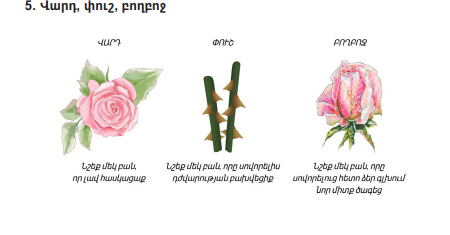 5. Վարդ, փուշ, բողբոջ
ՎԱՐԴ
ՓՈՒՇ
ԲՈՂԲՈՋ
Նշեք մեկ բան,
որ լավ հասկացաք
Նշեք մեկ բան, որը սովորելիս
դժվարության բախվեցիք
Նշեք մեկ բան, որը
սովորելուց հետո ձեր գլխում
նոր միտք ծագեց